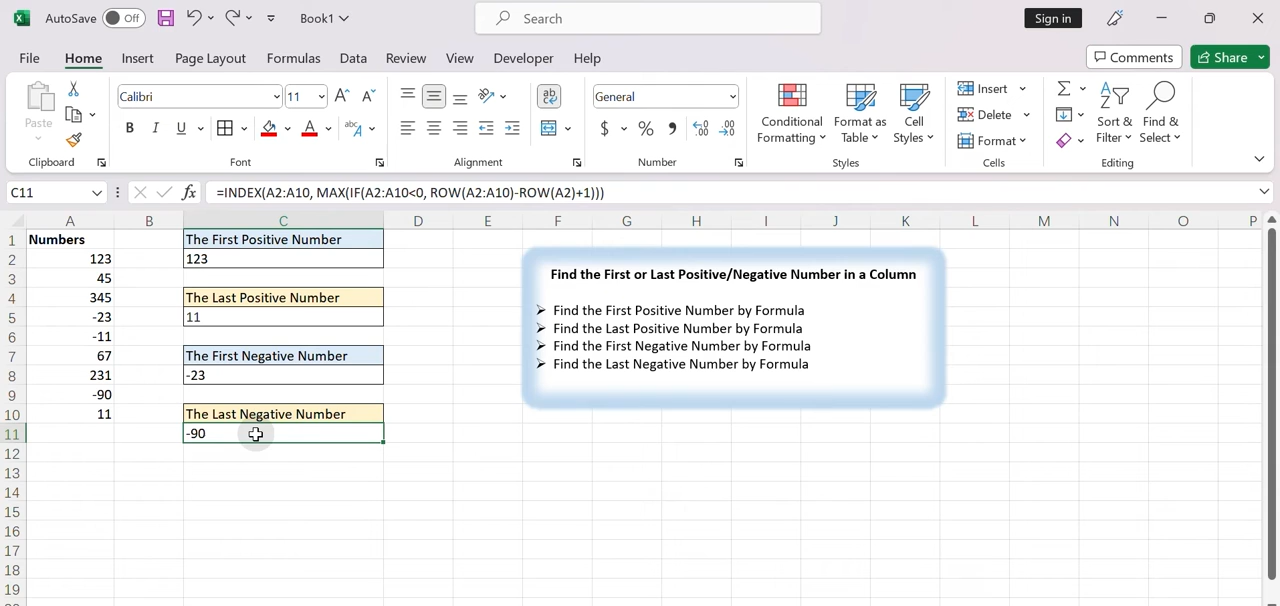 AutoSave Off Book1 Search Sign in
File Home Insert Page Layout Formulas Data Review View Developer Help Comments Share
Paste Calibri 11 General Conditional Formatting Format as Table Cell Styles Insert Delete Format Sort & Filter Find & Select
B I U $ %
Clipboard Font Alignment Number Styles Cells Editing
C11 fx =INDEX(A2:A10, MAX(IF(A2:A10<0, ROW(A2:A10)-ROW(A2)+1)))
A B C D E F G H I J K L M N O P
1 Numbers The First Positive Number
2 123 123
3 45
4 345 The Last Positive Number
5 -23 11
6 -11
7 67 The First Negative Number
8 231 -23
9 -90
10 11 The Last Negative Number
11 -90
12
13
14
15
16
17
18
19
Find the First or Last Positive/Negative Number in a Column
➢ Find the First Positive Number by Formula
➢ Find the Last Positive Number by Formula
➢ Find the First Negative Number by Formula
➢ Find the Last Negative Number by Formula